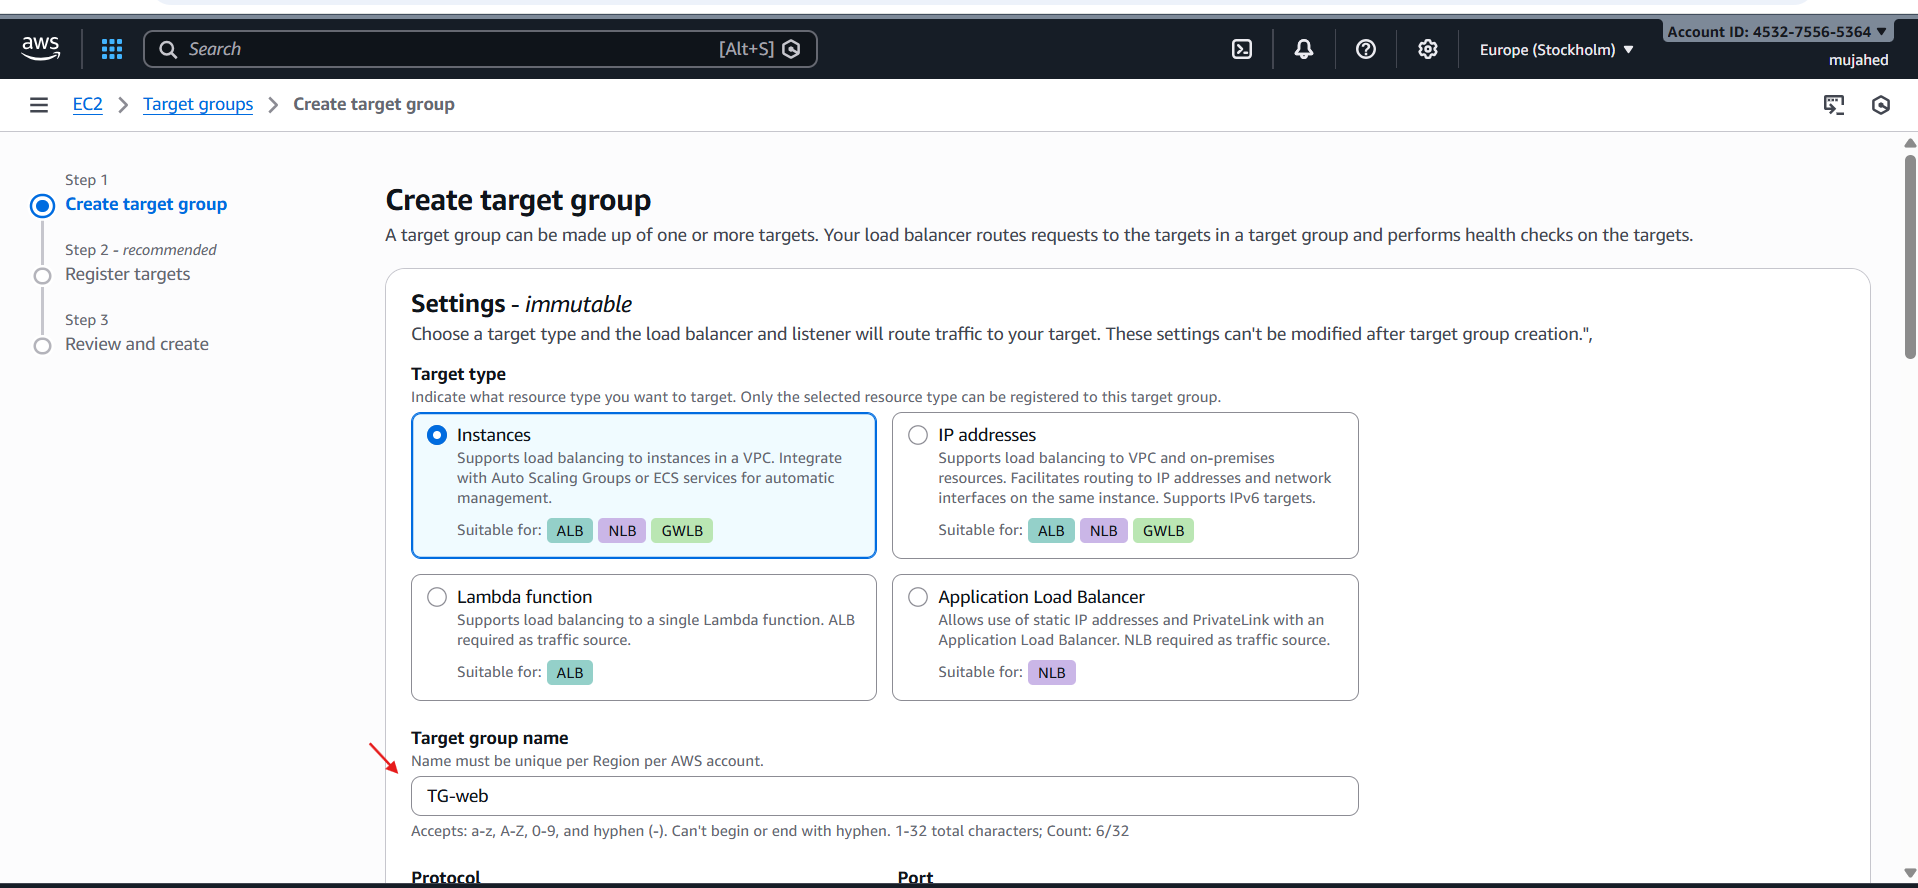 aws
Search [Alt+S]
Europe (Stockholm) ▼
Account ID: 4532-7556-5364 ▼
mujahed
EC2 > Target groups > Create target group
Step 1
Create target group
Step 2 - recommended
Register targets
Step 3
Review and create
Create target group
A target group can be made up of one or more targets. Your load balancer routes requests to the targets in a target group and performs health checks on the targets.
Settings - immutable
Choose a target type and the load balancer and listener will route traffic to your target. These settings can't be modified after target group creation.",
Target type
Indicate what resource type you want to target. Only the selected resource type can be registered to this target group.
Instances
Supports load balancing to instances in a VPC. Integrate
with Auto Scaling Groups or ECS services for automatic
management.
Suitable for: ALB NLB GWLB
IP addresses
Supports load balancing to VPC and on-premises
resources. Facilitates routing to IP addresses and network
interfaces on the same instance. Supports IPv6 targets.
Suitable for: ALB NLB GWLB
Lambda function
Supports load balancing to a single Lambda function. ALB
required as traffic source.
Suitable for: ALB
Application Load Balancer
Allows use of static IP addresses and PrivateLink with an
Application Load Balancer. NLB required as traffic source.
Suitable for: NLB
Target group name
Name must be unique per Region per AWS account.
TG-web
Accepts: a-z, A-Z, 0-9, and hyphen (-). Can't begin or end with hyphen. 1-32 total characters; Count: 6/32
Protocol
Port